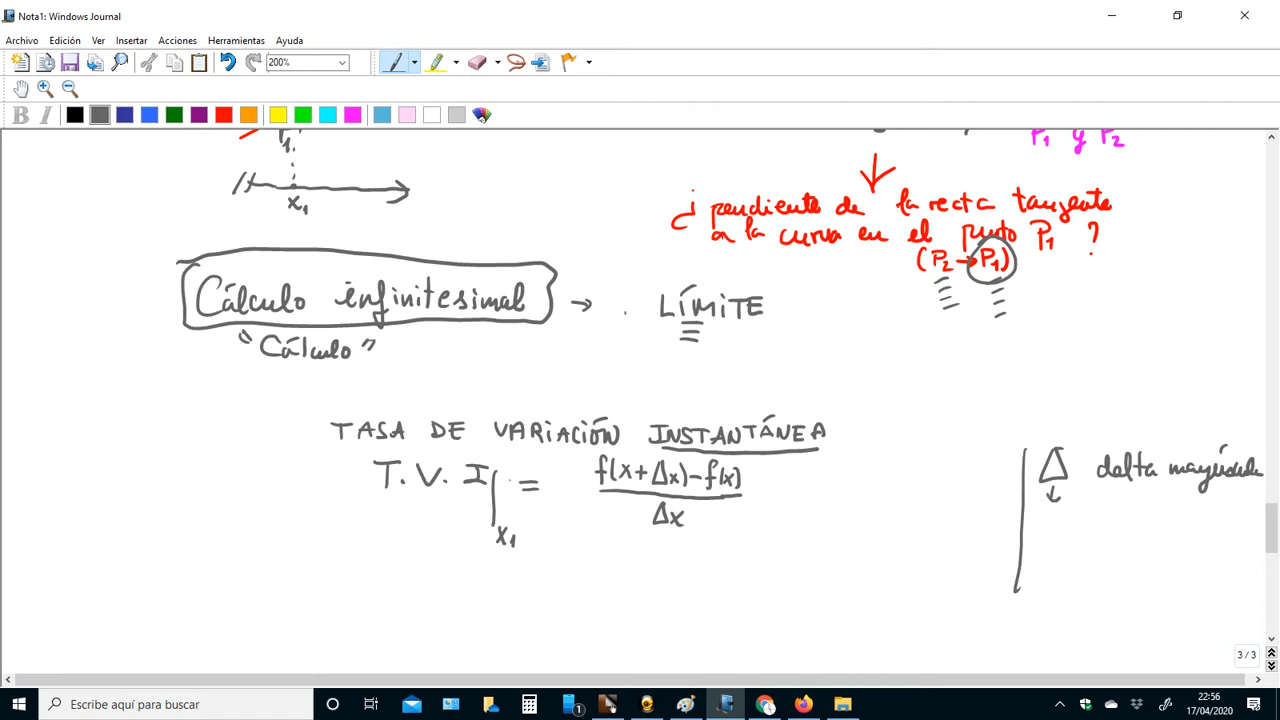 Nota1: Windows Journal
Archivo Edición Ver Insertar Acciones Herramientas Ayuda
200%
P1
x1
P1 y P2
¿ pendiente de la recta tangente
a la curva en el punto P1 ?
(P2 → P1)
Cálculo infinitesimal → LÍMITE
"Cálculo"
TASA DE VARIACIÓN INSTANTÁNEA
T.V.I|x1 = f(x+Δx)-f(x)
Δx
Δ delta mayúscula
3 / 3
Escribe aquí para buscar
1
22:56
17/04/2020